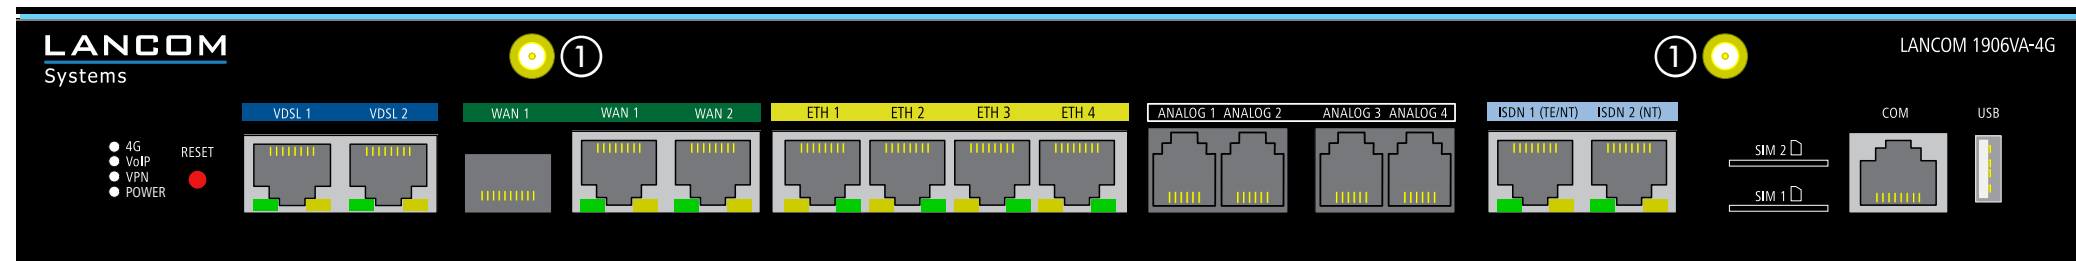 LANCOM
Systems
① ①
LANCOM 1906VA-4G
VDSL 1 VDSL 2 WAN 1 WAN 1 WAN 2 ETH 1 ETH 2 ETH 3 ETH 4 ANALOG 1 ANALOG 2 ANALOG 3 ANALOG 4 ISDN 1 (TE/NT) ISDN 2 (NT) COM USB
4G
VoIP
VPN
POWER
RESET
SIM 2
SIM 1